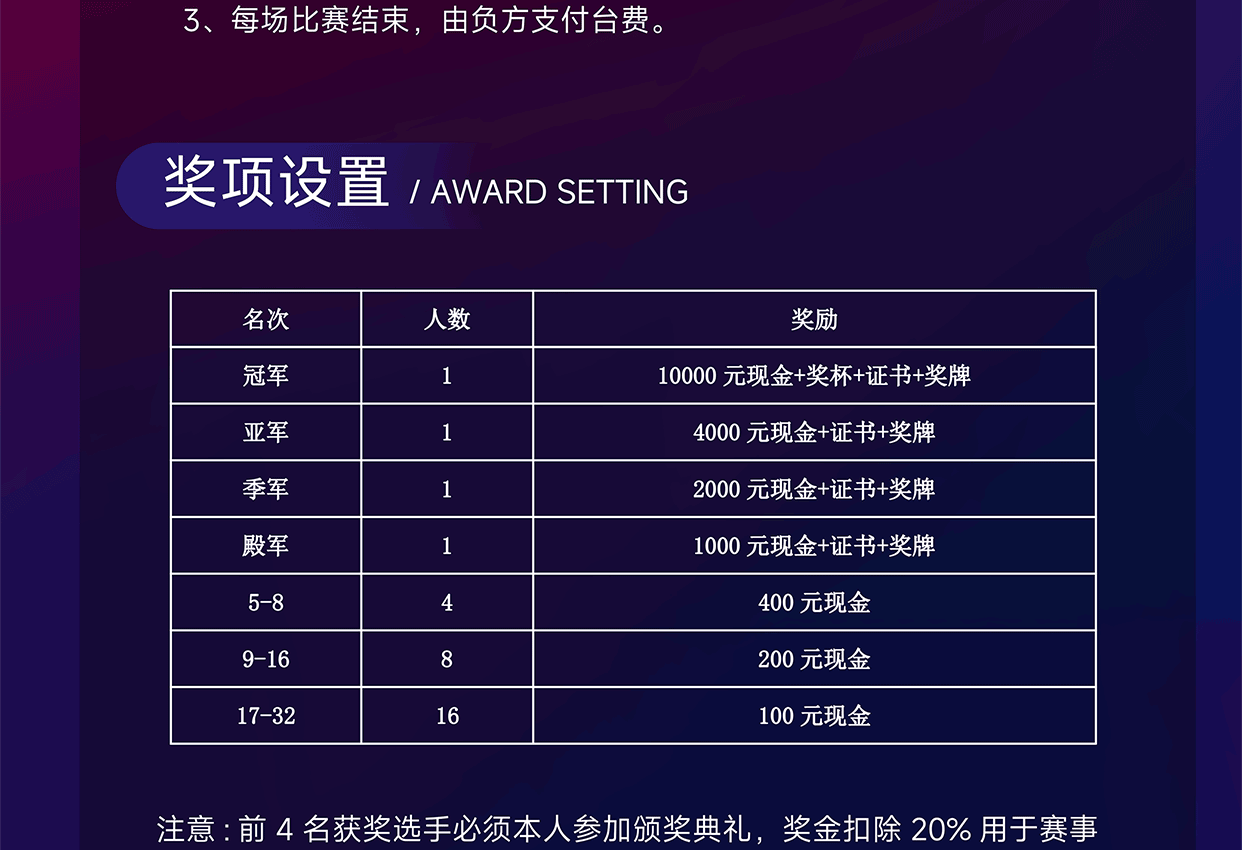 3、每场比赛结束，由负方支付台费。
奖项设置 / AWARD SETTING
名次 人数 奖励
冠军 1 10000 元现金+奖杯+证书+奖牌
亚军 1 4000 元现金+证书+奖牌
季军 1 2000 元现金+证书+奖牌
殿军 1 1000 元现金+证书+奖牌
5-8 4 400 元现金
9-16 8 200 元现金
17-32 16 100 元现金
注意 : 前 4 名获奖选手必须本人参加颁奖典礼，奖金扣除 20% 用于赛事